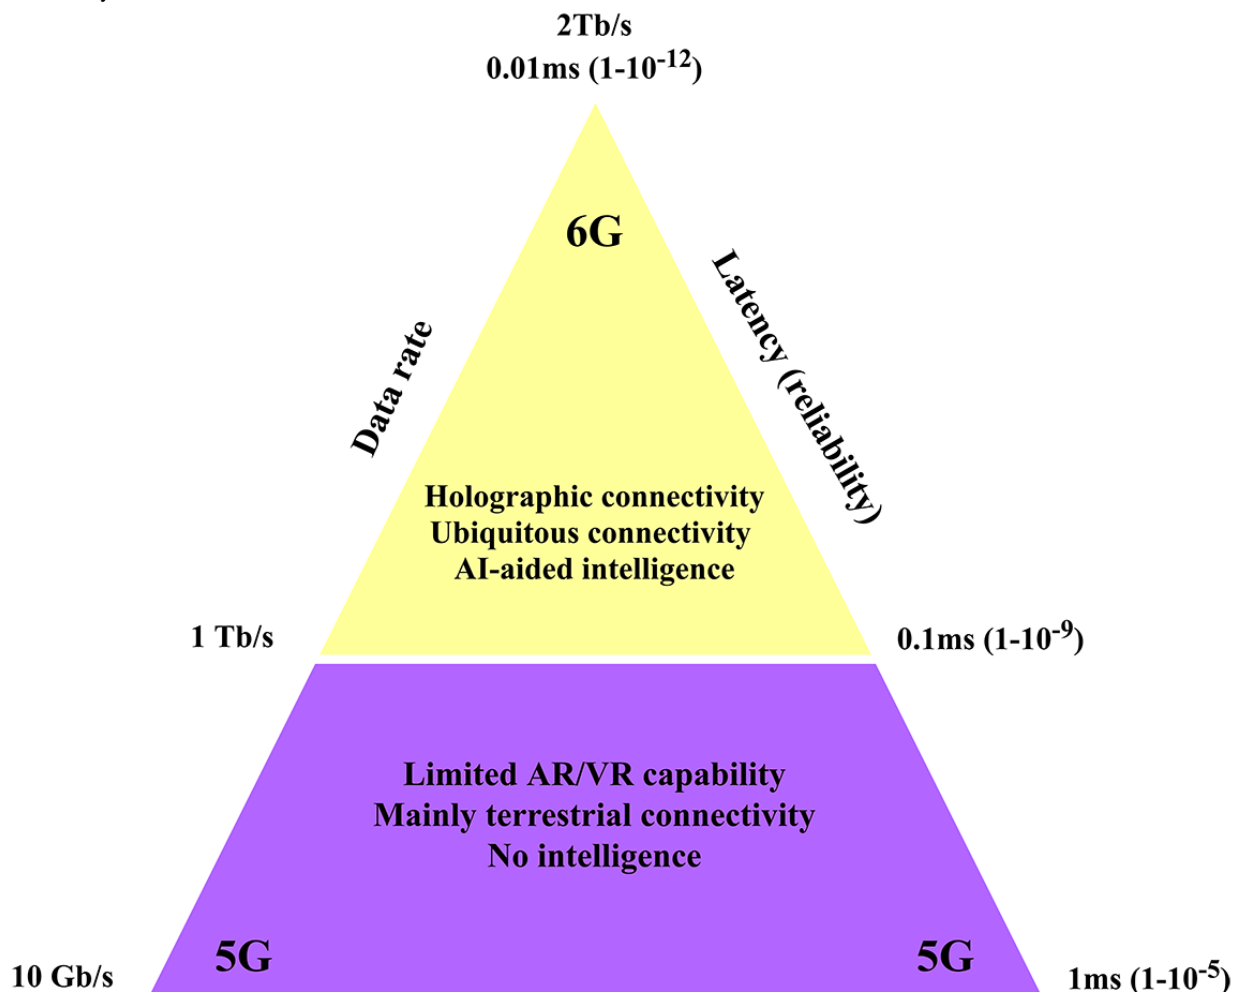 2Tb/s
0.01ms (1-10⁻¹²)
6G
Data rate
Latency (reliability)
Holographic connectivity
Ubiquitous connectivity
AI-aided intelligence
1 Tb/s
0.1ms (1-10⁻⁹)
Limited AR/VR capability
Mainly terrestrial connectivity
No intelligence
5G
5G
10 Gb/s
1ms (1-10⁻⁵)